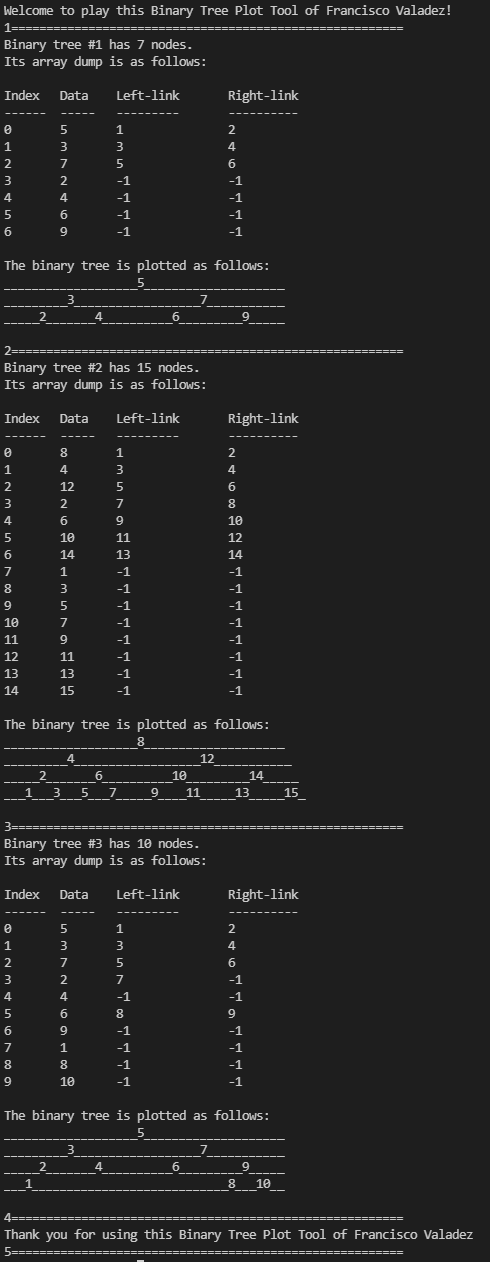 Welcome to play this Binary Tree Plot Tool of Francisco Valadez!
1========================================================
Binary tree #1 has 7 nodes.
Its array dump is as follows:
Index   Data    Left-link       Right-link
------  -----   ---------       ----------
0       5       1               2
1       3       3               4
2       7       5               6
3       2       -1              -1
4       4       -1              -1
5       6       -1              -1
6       9       -1              -1
The binary tree is plotted as follows:
___________________5____________________
_________3__________________7___________
_____2_______4__________6_________9_____
2========================================================
Binary tree #2 has 15 nodes.
Its array dump is as follows:
Index   Data    Left-link       Right-link
------  -----   ---------       ----------
0       8       1               2
1       4       3               4
2       12      5               6
3       2       7               8
4       6       9               10
5       10      11              12
6       14      13              14
7       1       -1              -1
8       3       -1              -1
9       5       -1              -1
10      7       -1              -1
11      9       -1              -1
12      11      -1              -1
13      13      -1              -1
14      15      -1              -1
The binary tree is plotted as follows:
___________________8____________________
_________4__________________12___________
_____2_______6__________10_________14_____
___1___3___5___7_____9____11_____13_____15_
3========================================================
Binary tree #3 has 10 nodes.
Its array dump is as follows:
Index   Data    Left-link       Right-link
------  -----   ---------       ----------
0       5       1               2
1       3       3               4
2       7       5               6
3       2       7               -1
4       4       -1              -1
5       6       8               9
6       9       -1              -1
7       1       -1              -1
8       8       -1              -1
9       10      -1              -1
The binary tree is plotted as follows:
___________________5____________________
_________3__________________7___________
_____2_______4__________6_________9_____
___1____________________________8___10__
4========================================================
Thank you for using this Binary Tree Plot Tool of Francisco Valadez
5========================================================